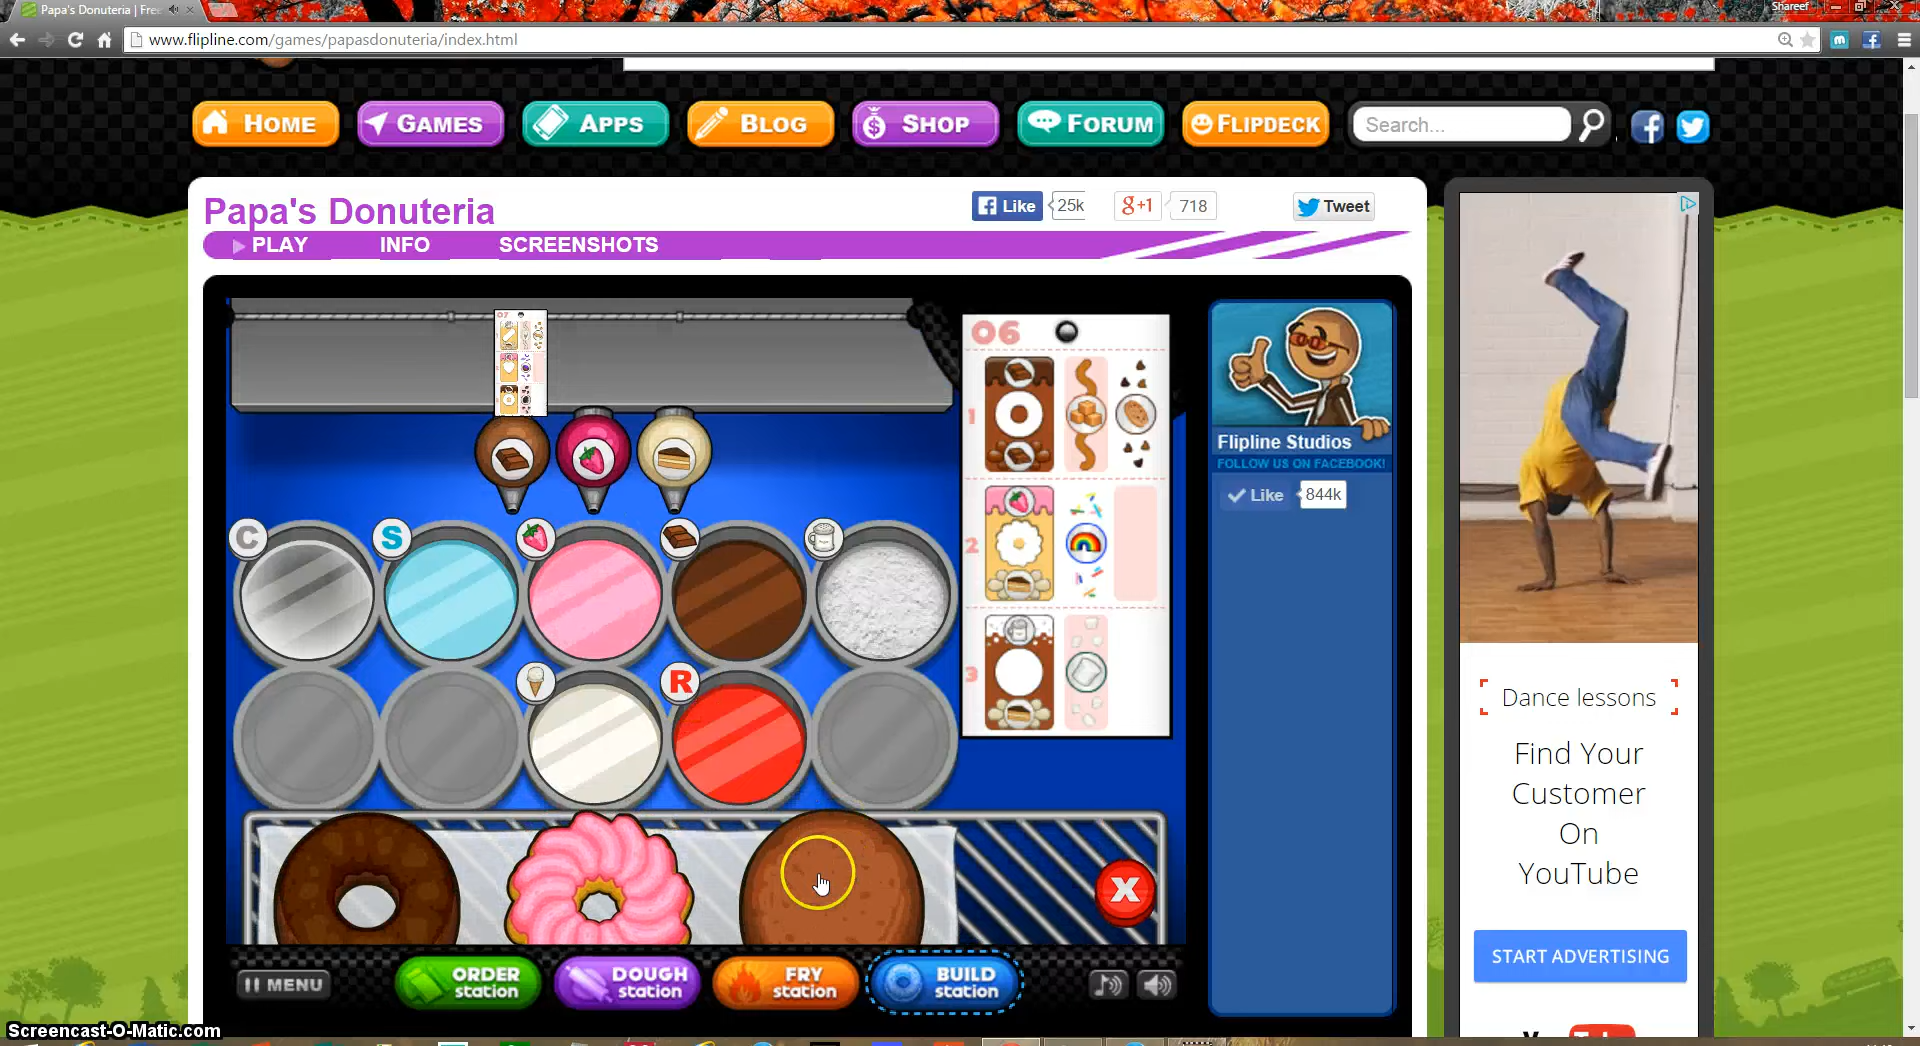 Papa's Donuteria | Fre
Shareef
www.flipline.com/games/papasdonuteria/index.html
HOME
GAMES
APPS
BLOG
SHOP
FORUM
FLIPDECK
Search...
Papa's Donuteria
Like
25k
g+1
718
Tweet
PLAY
INFO
SCREENSHOTS
07
06
1
2
3
C
S
R
X
Flipline Studios
FOLLOW US ON FACEBOOK!
Like
844k
Dance lessons
Find Your
Customer
On
YouTube
START ADVERTISING
MENU
ORDER
station
DOUGH
station
FRY
station
BUILD
station
Screencast-O-Matic.com